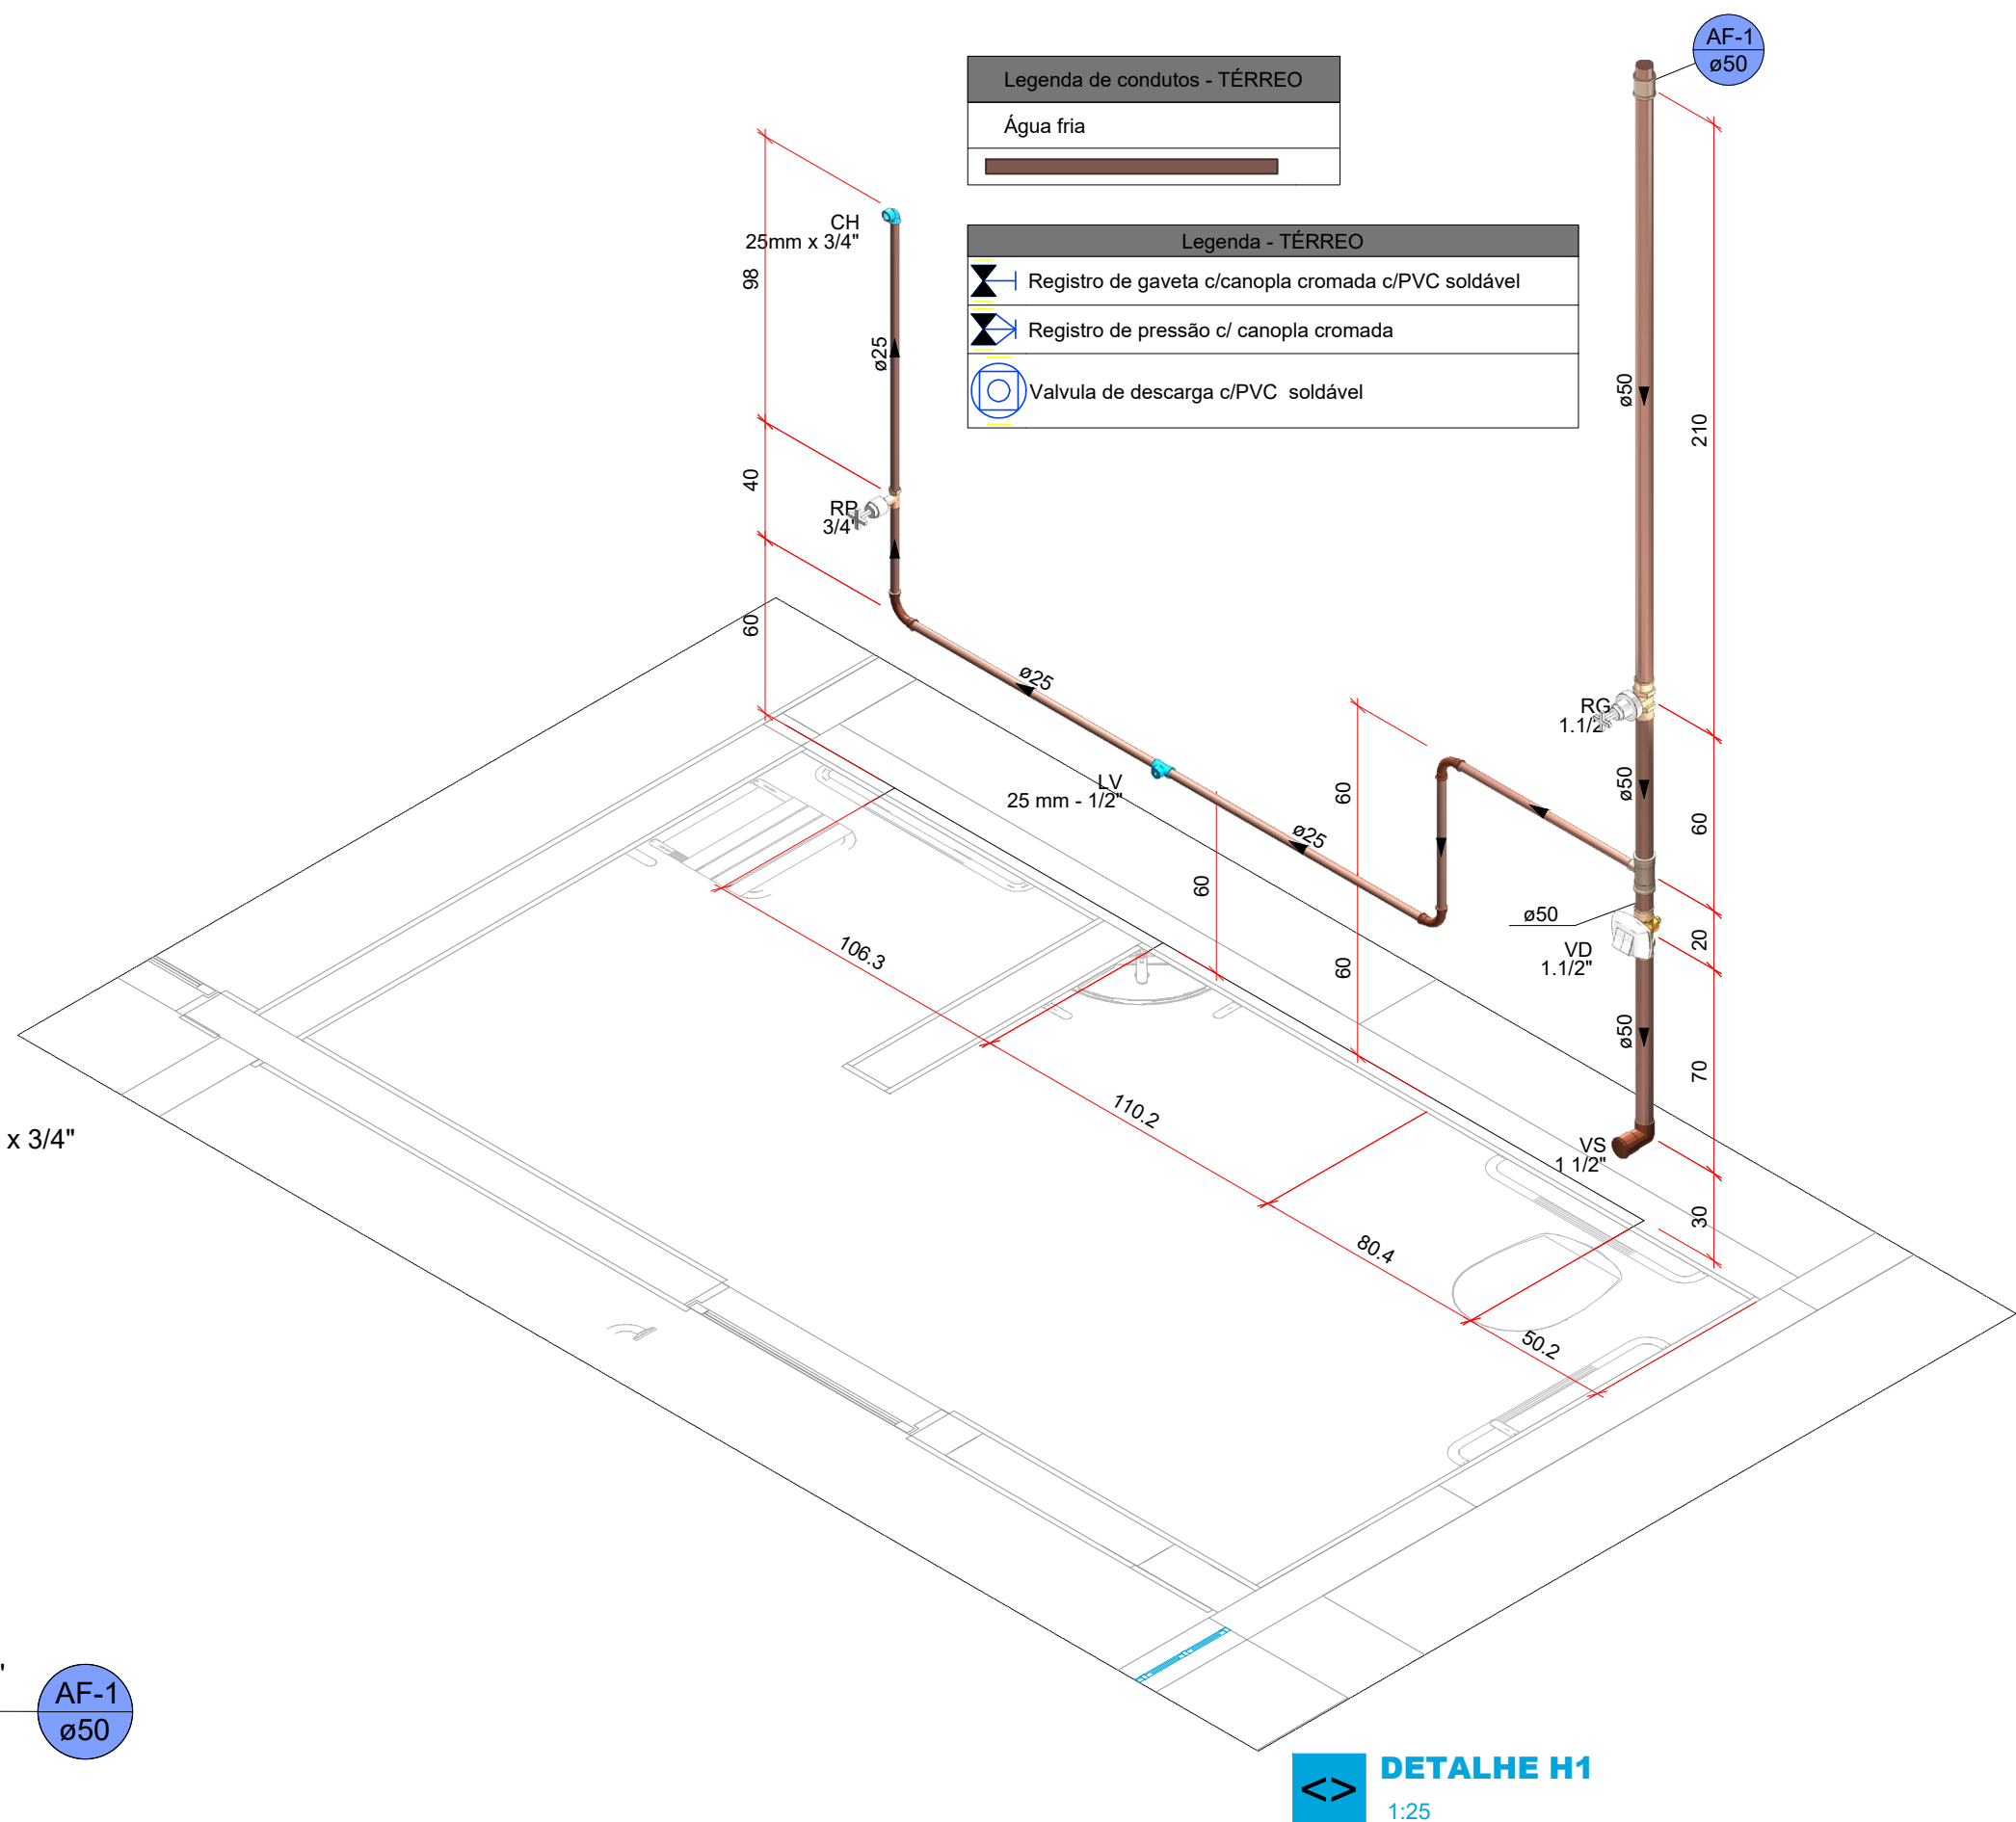 AF-1
ø50
Legenda de condutos - TÉRREO
Água fria
Legenda - TÉRREO
Registro de gaveta c/canopla cromada c/PVC soldável
Registro de pressão c/ canopla cromada
Valvula de descarga c/PVC  soldável
CH
25mm x 3/4"
98
ø25
40
RP
3/4"
60
ø25
LV
25 mm - 1/2"
60
ø25
60
60
ø50
210
RG
1.1/2"
ø50
60
ø50
20
VD
1.1/2"
ø50
70
VS
1 1/2"
30
106.3
110.2
80.4
50.2
x 3/4"
"
AF-1
ø50
<>
DETALHE H1
1:25